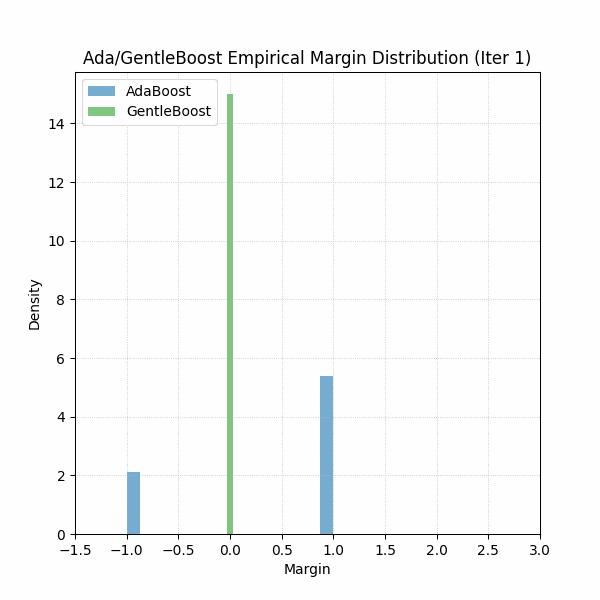 Ada/GentleBoost Empirical Margin Distribution (Iter 1)
AdaBoost
GentleBoost
14
12
10
8
6
4
2
0
Density
−1.5 −1.0 −0.5 0.0 0.5 1.0 1.5 2.0 2.5 3.0
Margin